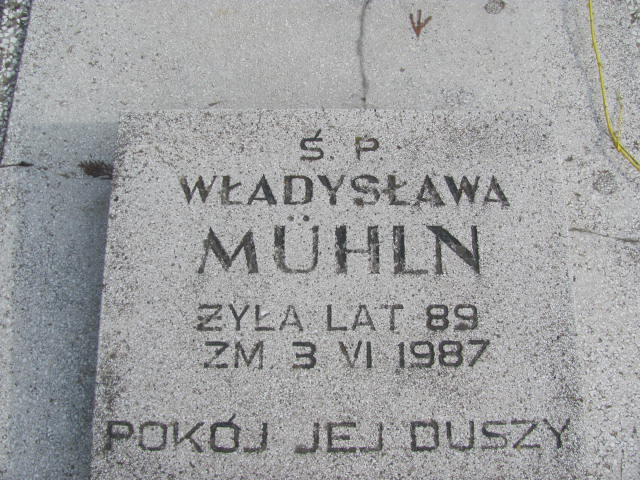 Ś. P.
WŁADYSŁAWA
MÜHLN
ŻYŁA LAT 89
ZM. 3 VI 1987
POKÓJ JEJ DUSZY